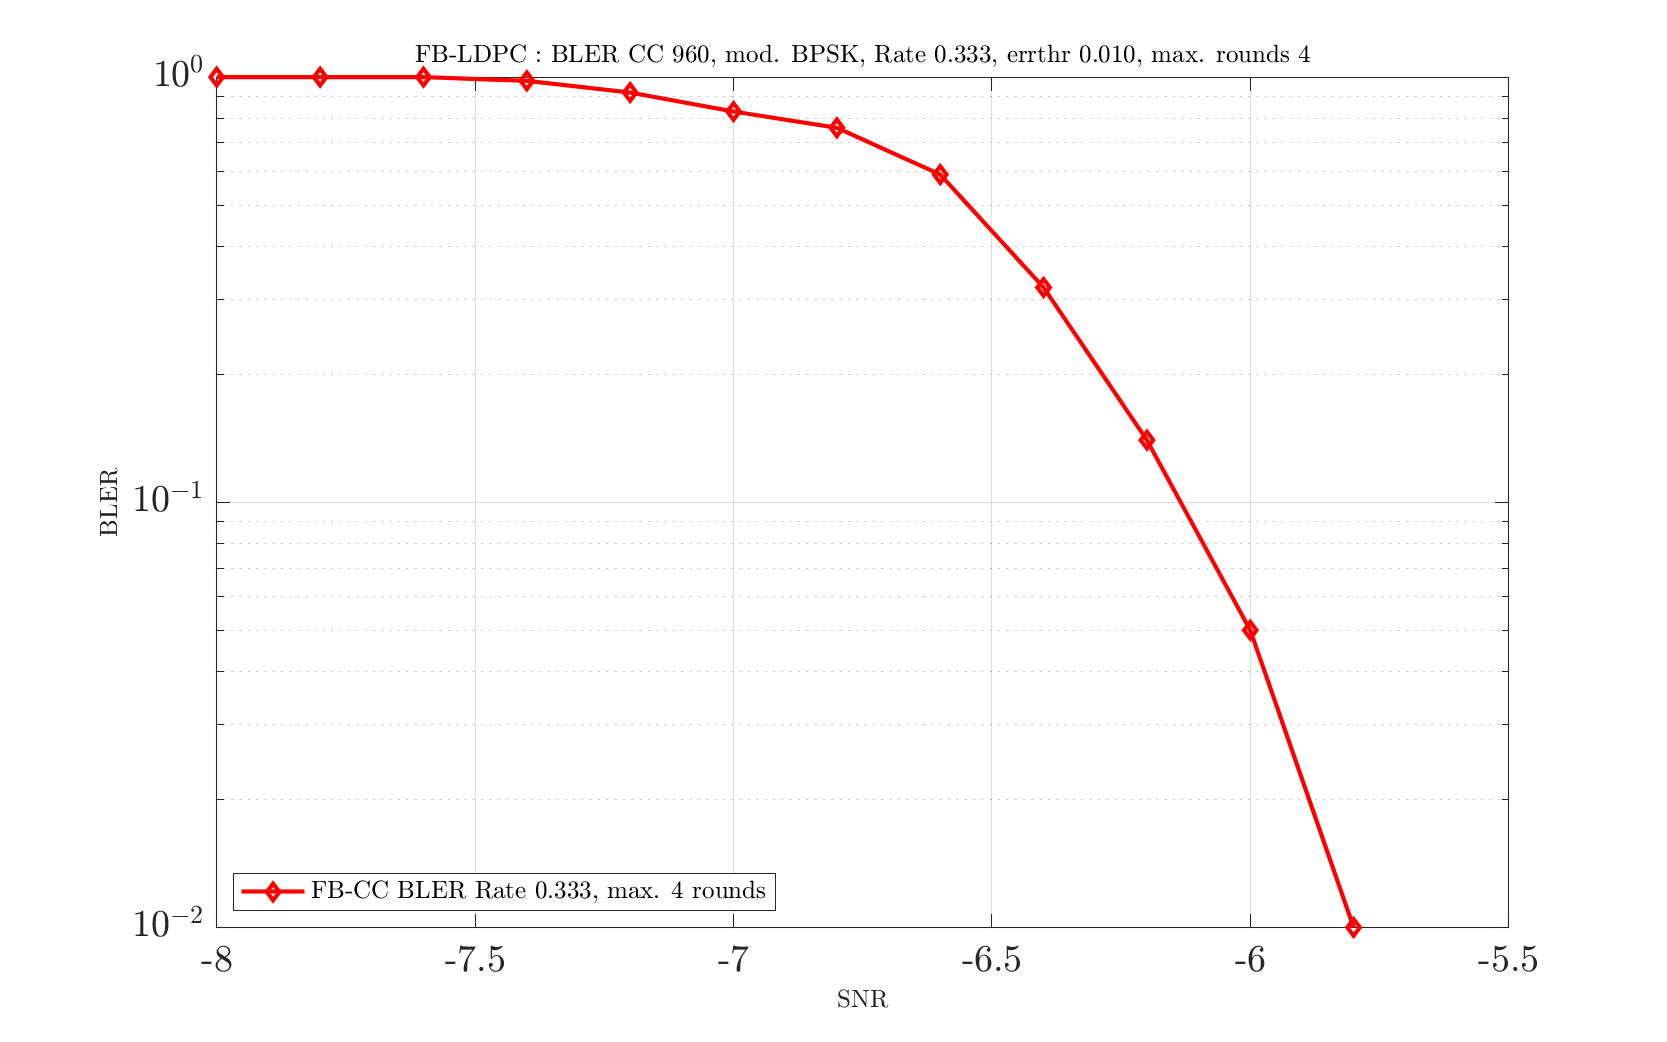 FB-LDPC : BLER CC 960, mod. BPSK, Rate 0.333, errthr 0.010, max. rounds 4
10^0
10^{-1}
10^{-2}
BLER
FB-CC BLER Rate 0.333, max. 4 rounds
-8 -7.5 -7 -6.5 -6 -5.5
SNR